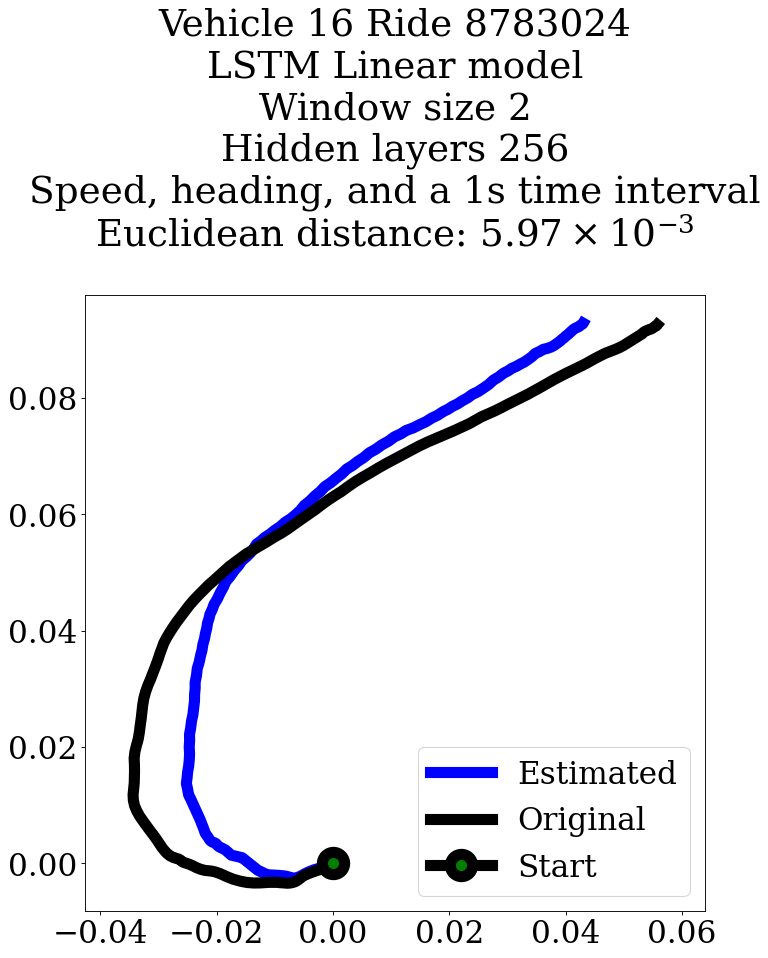 Vehicle 16 Ride 8783024
LSTM Linear model
Window size 2
Hidden layers 256
Speed, heading, and a 1s time interval
Euclidean distance: 5.97 × 10⁻³
0.08
0.06
0.04
0.02
0.00
Estimated
Original
Start
−0.04 −0.02 0.00 0.02 0.04 0.06